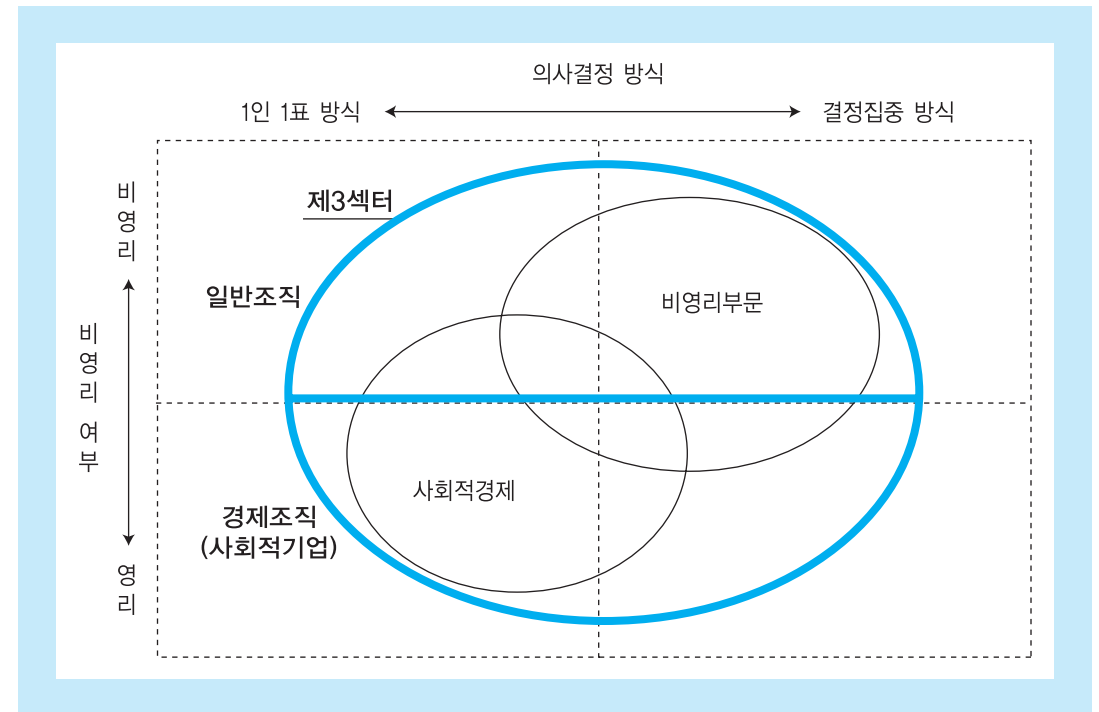 의사결정 방식
1인 1표 방식
결정집중 방식
비영리
제3섹터
일반조직
비영리부문
비영리 여부
사회적경제
경제조직
(사회적기업)
영리